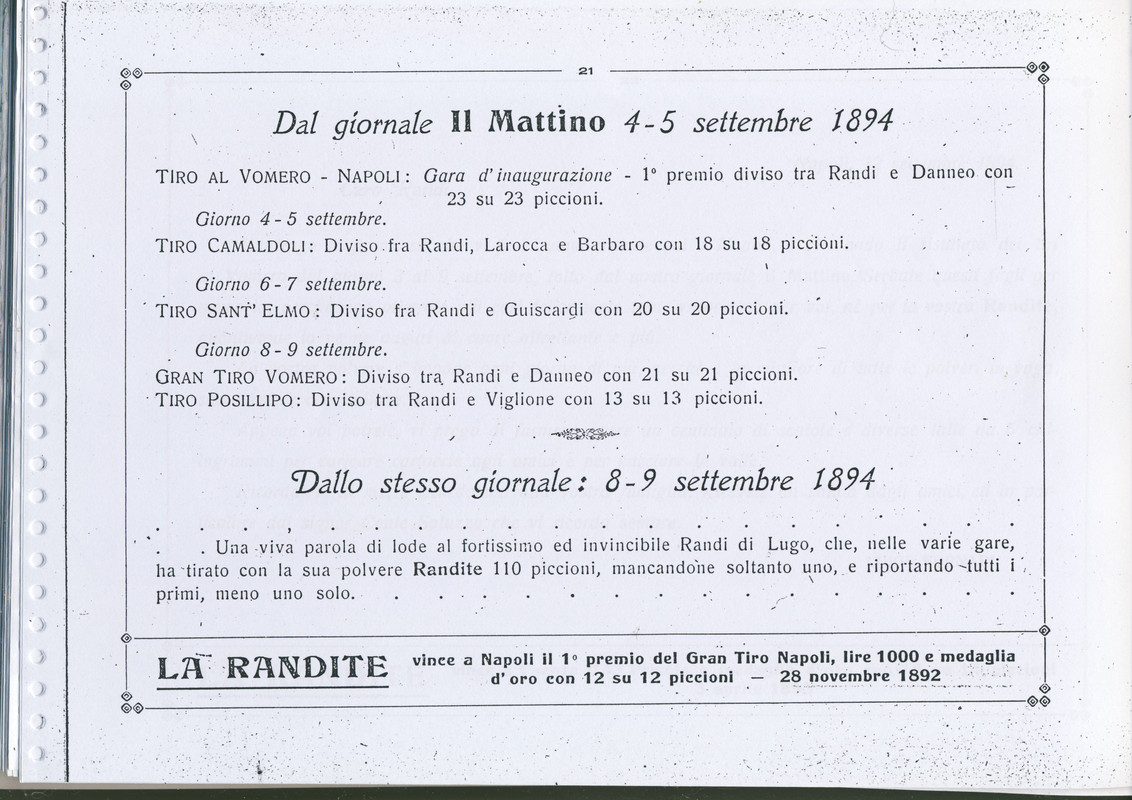 21
Dal giornale Il Mattino 4-5 settembre 1894
TIRO AL VOMERO - NAPOLI: Gara d'inaugurazione - 1° premio diviso tra Randi e Danneo con
23 su 23 piccioni.
Giorno 4-5 settembre.
TIRO CAMALDOLI: Diviso fra Randi, Larocca e Barbaro con 18 su 18 piccioni.
Giorno 6-7 settembre.
TIRO SANT'ELMO: Diviso fra Randi e Guiscardi con 20 su 20 piccioni.
Giorno 8-9 settembre.
GRAN TIRO VOMERO: Diviso tra Randi e Danneo con 21 su 21 piccioni.
TIRO POSILLIPO: Diviso tra Randi e Viglione con 13 su 13 piccioni.
Dallo stesso giornale: 8-9 settembre 1894
. . . . . . . . . . . . . . . . . . . .
. . Una viva parola di lode al fortissimo ed invincibile Randi di Lugo, che, nelle varie gare,
ha tirato con la sua polvere Randite 110 piccioni, mancandone soltanto uno, e riportando tutti i
primi, meno uno solo. . . . . . . . . . . . . . .
LA RANDITE vince a Napoli il 1° premio del Gran Tiro Napoli, lire 1000 e medaglia
d'oro con 12 su 12 piccioni — 28 novembre 1892